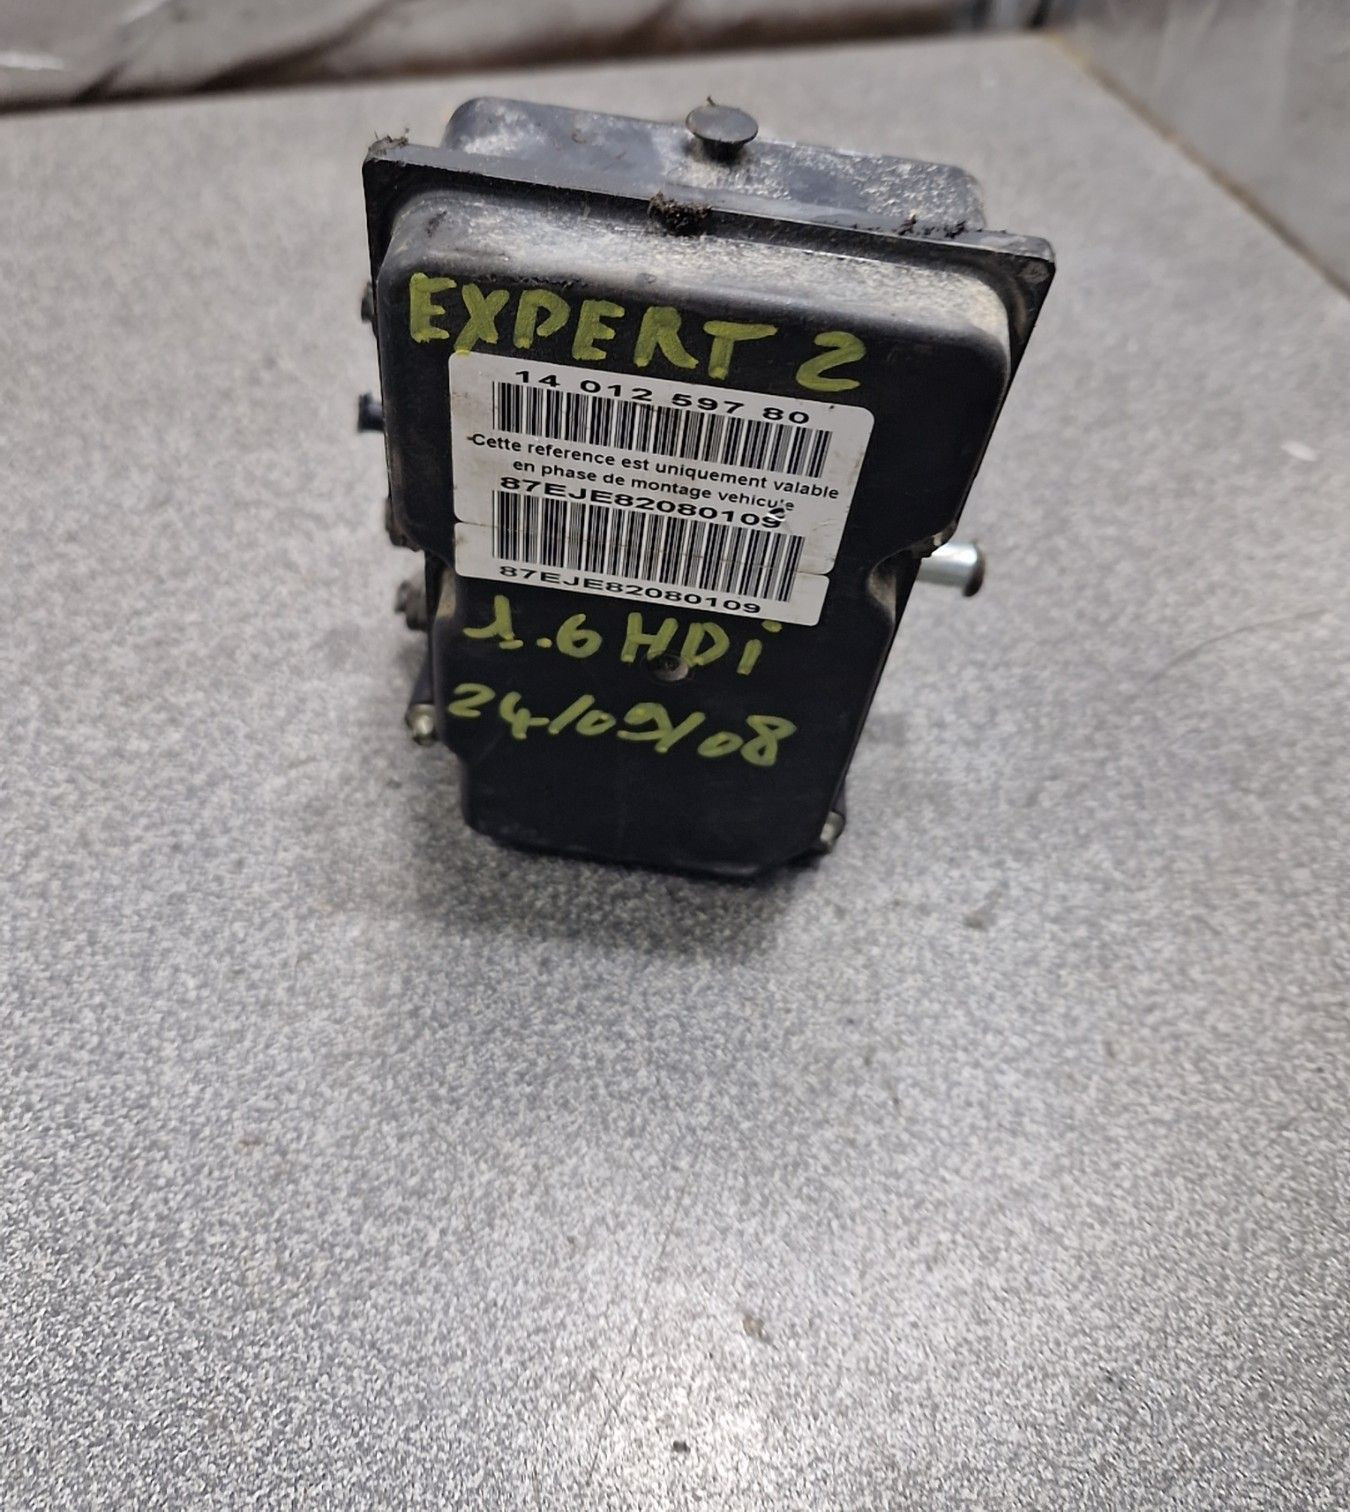 EXPERT 2
14 012 597 80
Cette reference est uniquement valable
en phase de montage vehicule
87EJE82080109
87EJE82080109
1.6 HDi
24/09/08